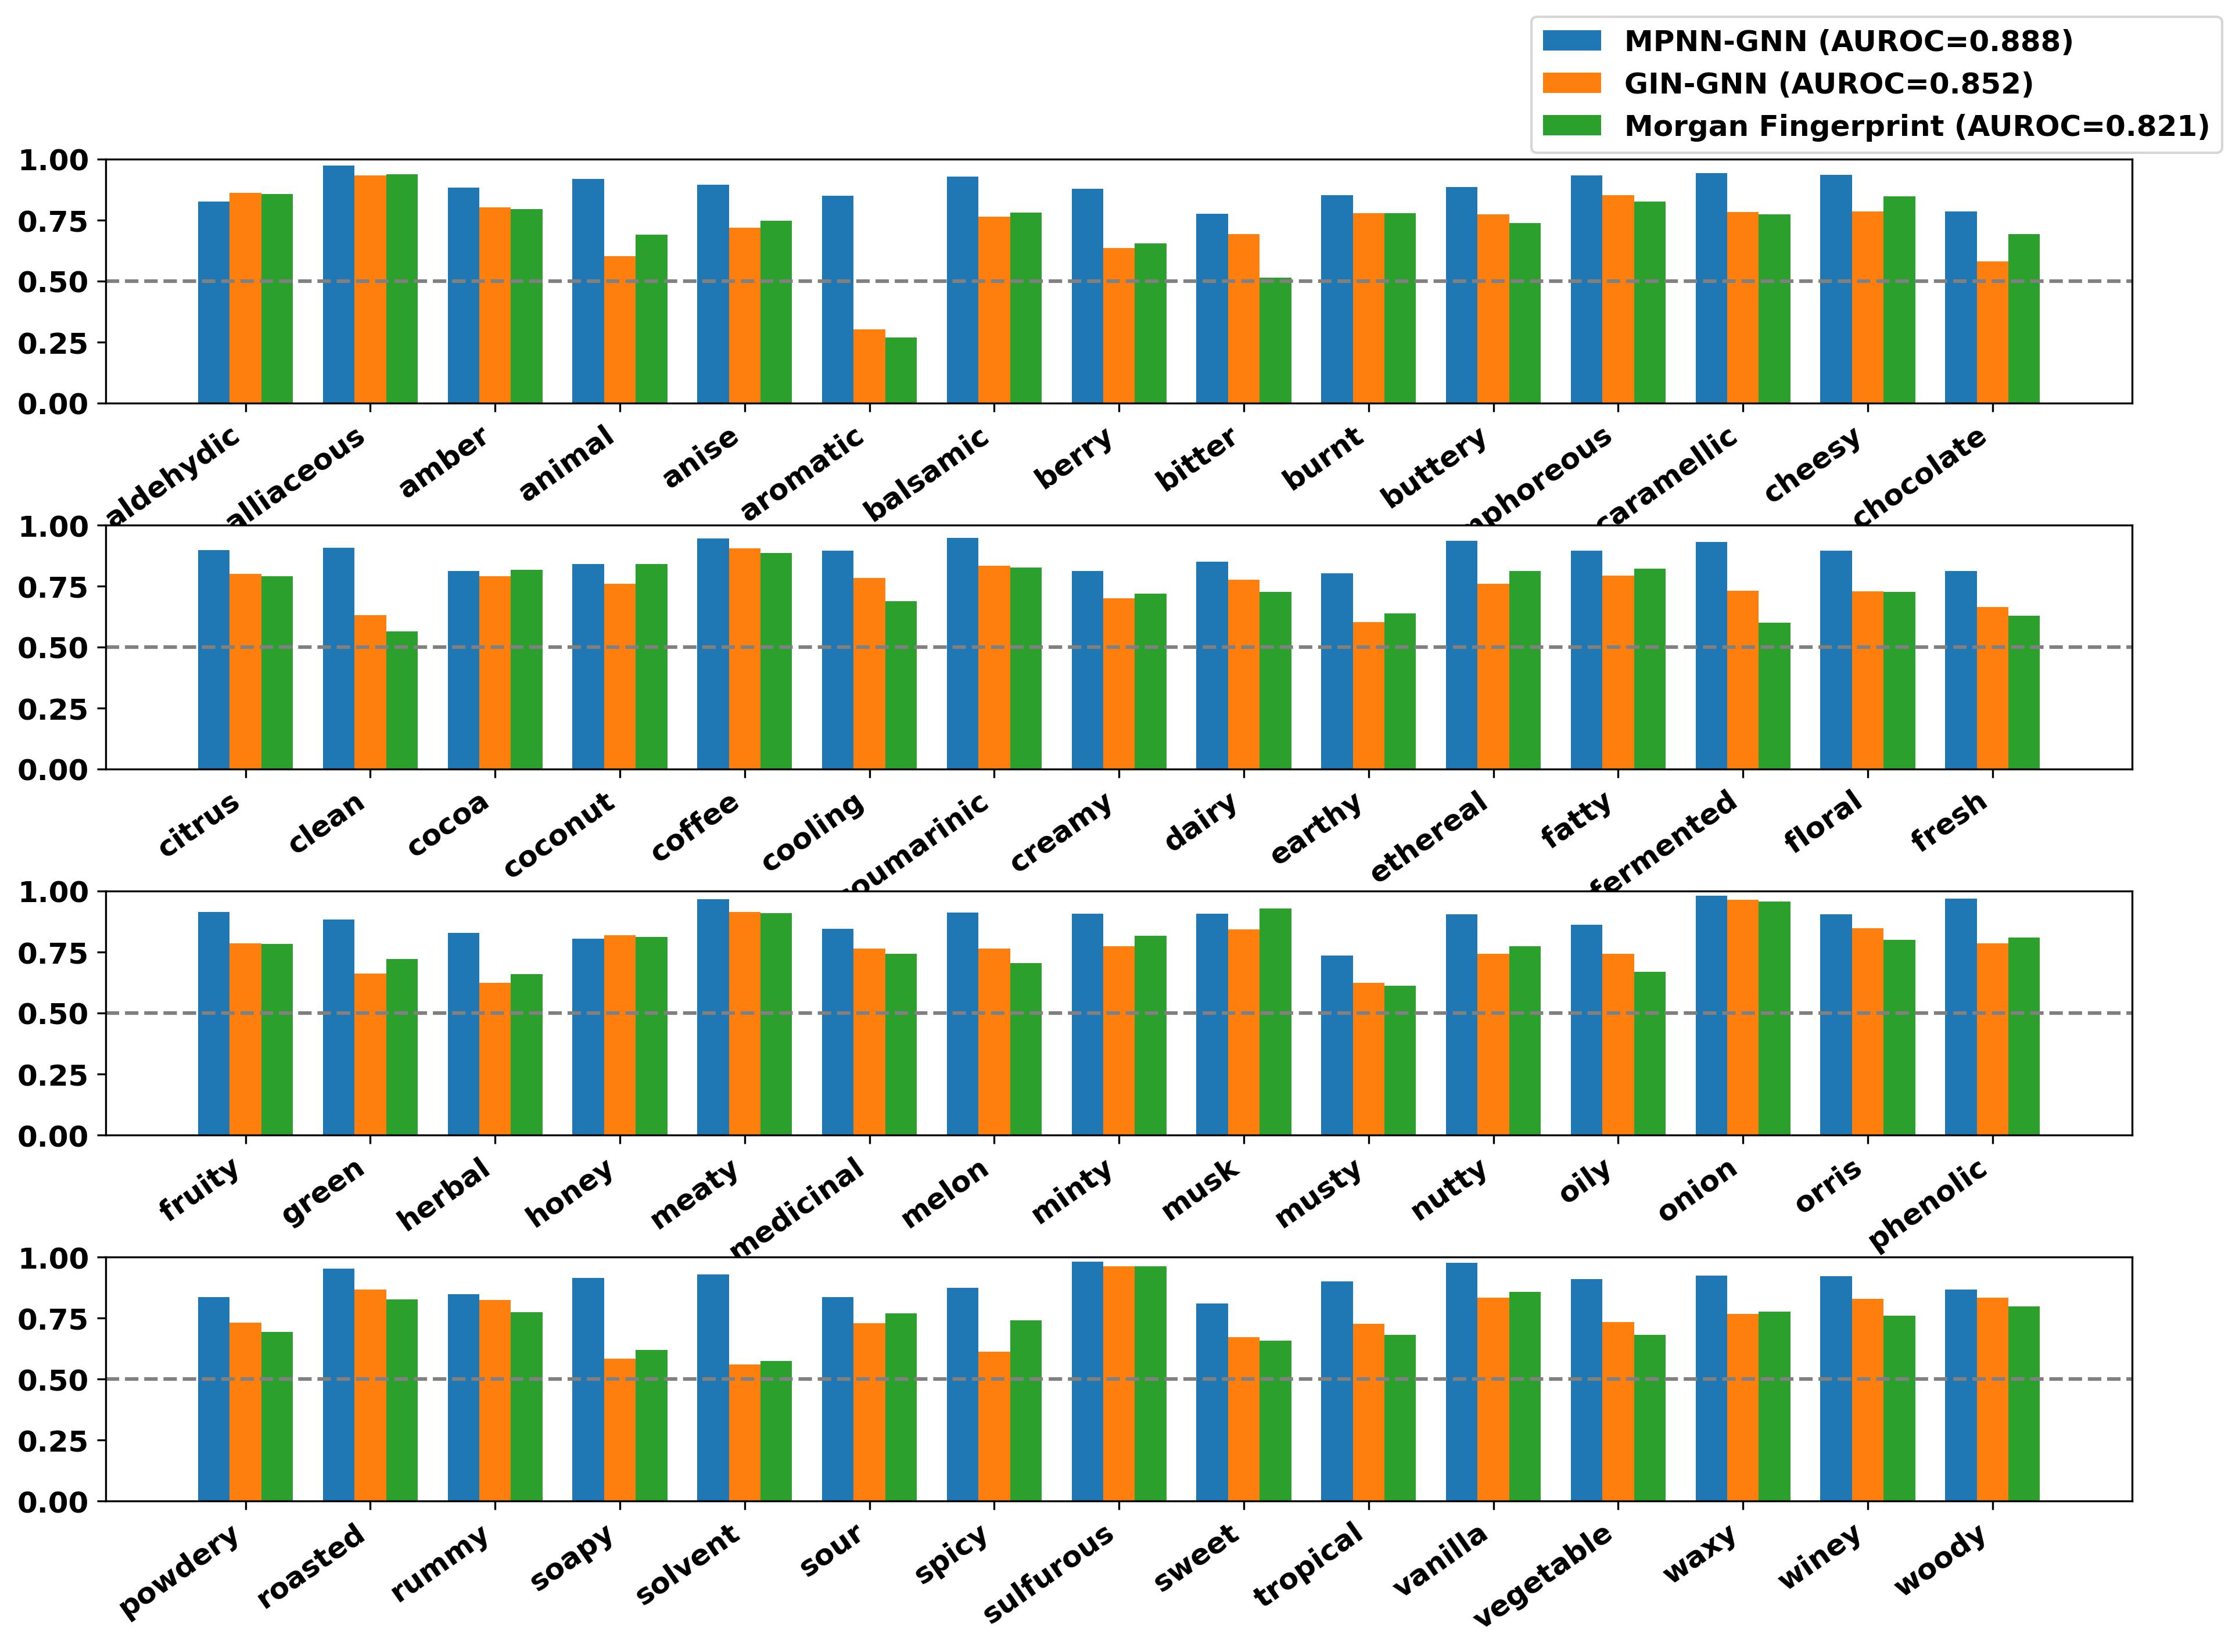 MPNN-GNN (AUROC=0.888)
GIN-GNN (AUROC=0.852)
Morgan Fingerprint (AUROC=0.821)
1.00
0.75
0.50
0.25
0.00
aldehydic alliaceous amber animal anise aromatic balsamic berry bitter burnt buttery caramellic cheesy chocolate
1.00
0.75
0.50
0.25
0.00
citrus clean cocoa coconut coffee cooling creamy dairy earthy ethereal fatty fermented floral fresh
1.00
0.75
0.50
0.25
0.00
fruity green herbal honey meaty medicinal melon minty musk musty nutty oily onion orris phenolic
1.00
0.75
0.50
0.25
0.00
powdery roasted rummy soapy solvent sour spicy sulfurous sweet tropical vanilla vegetable waxy winey woody